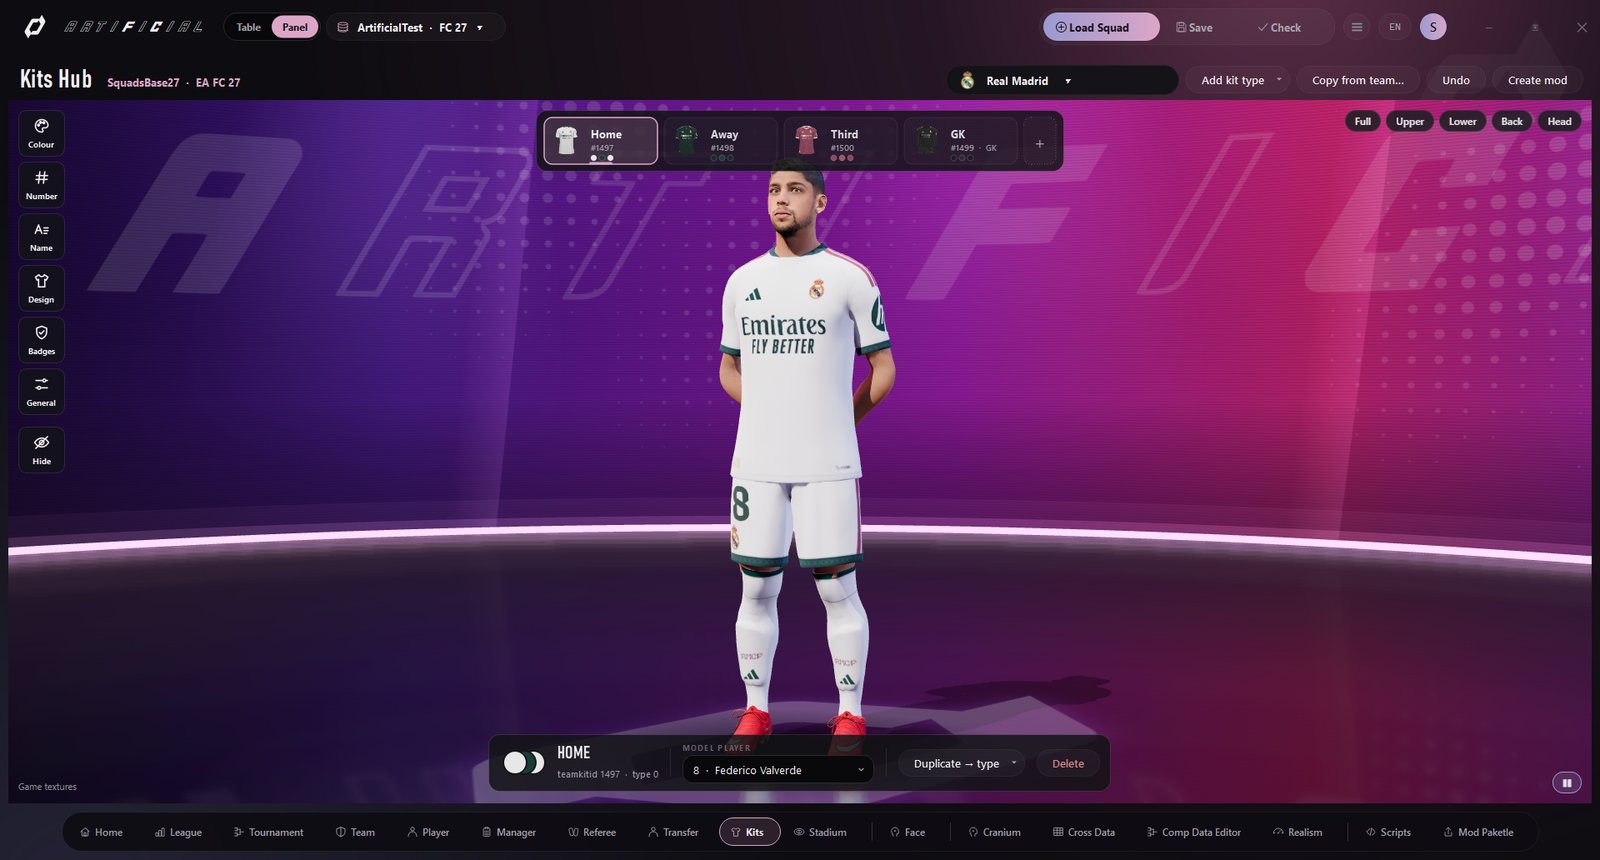 ARTIFICIAL
Table
Panel
ArtificialTest · FC 27
Load Squad
Save
Check
EN
S
Kits Hub
SquadsBase27 · EA FC 27
Real Madrid
Add kit type
Copy from team...
Undo
Create mod
Colour
Number
Name
Design
Badges
General
Hide
Home
#1497
Away
#1498
Third
#1500
GK
#1499 · GK
+
Full
Upper
Lower
Back
Head
ARTIFIC
Emirates
FLY BETTER
8
RMCF
RMCF
HOME
teamkitid 1497 · type 0
MODEL PLAYER
8 · Federico Valverde
Duplicate → type
Delete
Game textures
Home
League
Tournament
Team
Player
Manager
Referee
Transfer
Kits
Stadium
Face
Cranium
Cross Data
Comp Data Editor
Realism
Scripts
Mod Paketle